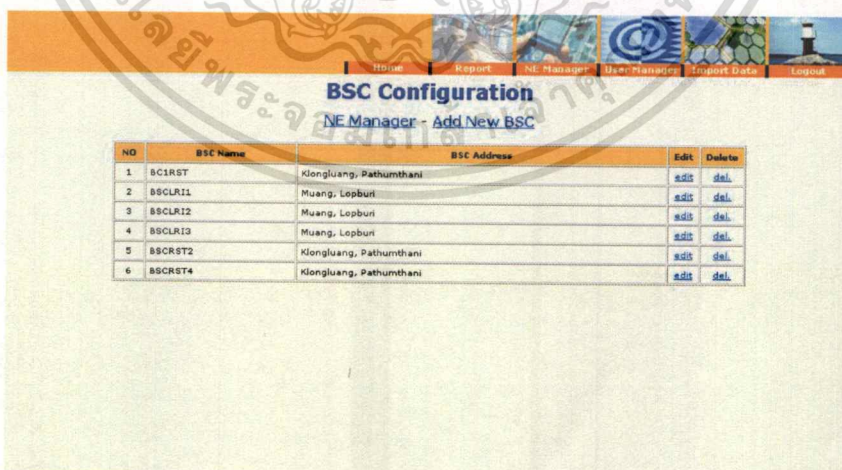 Home Report NE Manager User Manager Import Data Logout
BSC Configuration
NE Manager - Add New BSC
NO BSC Name BSC Address Edit Delete
1 BC1RST Klongluang, Pathumthani edit del.
2 BSCLRI1 Muang, Lopburi edit del.
3 BSCLRI2 Muang, Lopburi edit del.
4 BSCLRI3 Muang, Lopburi edit del.
5 BSCRST2 Klongluang, Pathumthani edit del.
6 BSCRST4 Klongluang, Pathumthani edit del.